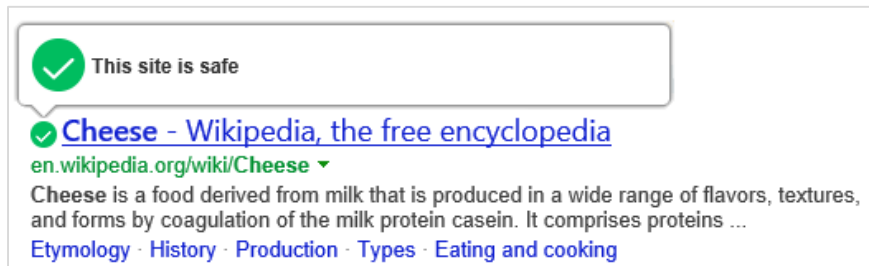 This site is safe
Cheese - Wikipedia, the free encyclopedia
en.wikipedia.org/wiki/Cheese
Cheese is a food derived from milk that is produced in a wide range of flavors, textures,
and forms by coagulation of the milk protein casein. It comprises proteins ...
Etymology · History · Production · Types · Eating and cooking